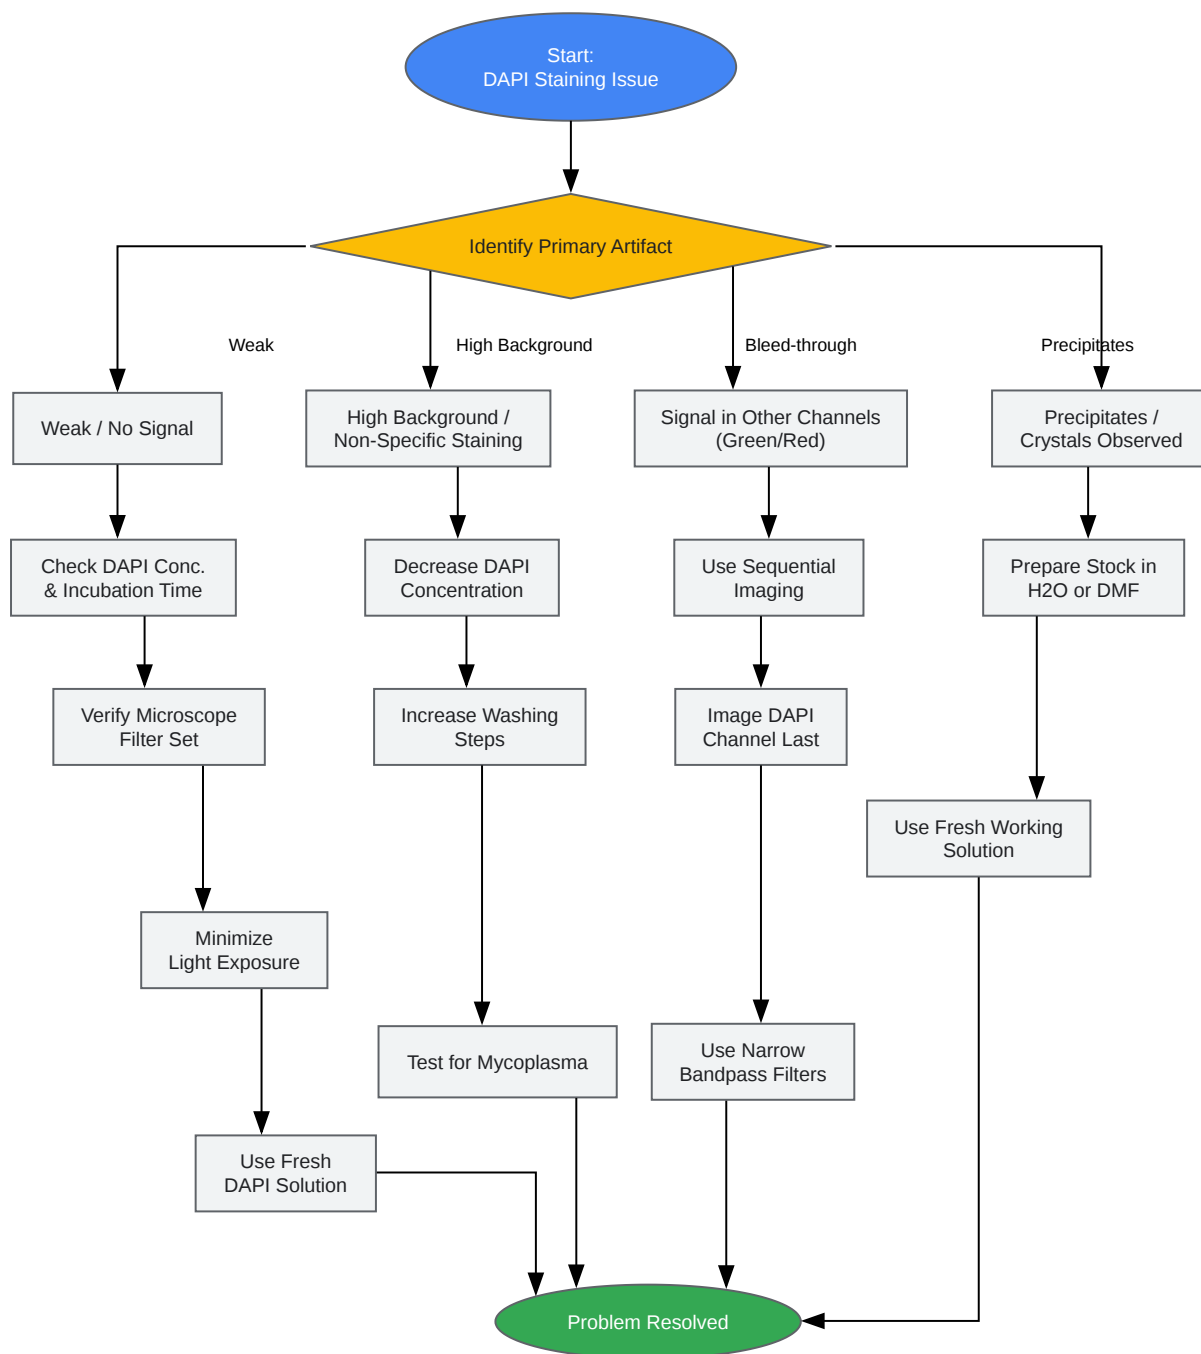 Start:
DAPI Staining Issue
Identify Primary Artifact
Weak
High Background
Bleed-through
Precipitates
Weak / No Signal
High Background /
Non-Specific Staining
Signal in Other Channels
(Green/Red)
Precipitates /
Crystals Observed
Check DAPI Conc.
& Incubation Time
Decrease DAPI
Concentration
Use Sequential
Imaging
Prepare Stock in
H2O or DMF
Verify Microscope
Filter Set
Increase Washing
Steps
Image DAPI
Channel Last
Use Fresh Working
Solution
Minimize
Light Exposure
Test for Mycoplasma
Use Narrow
Bandpass Filters
Use Fresh
DAPI Solution
Problem Resolved